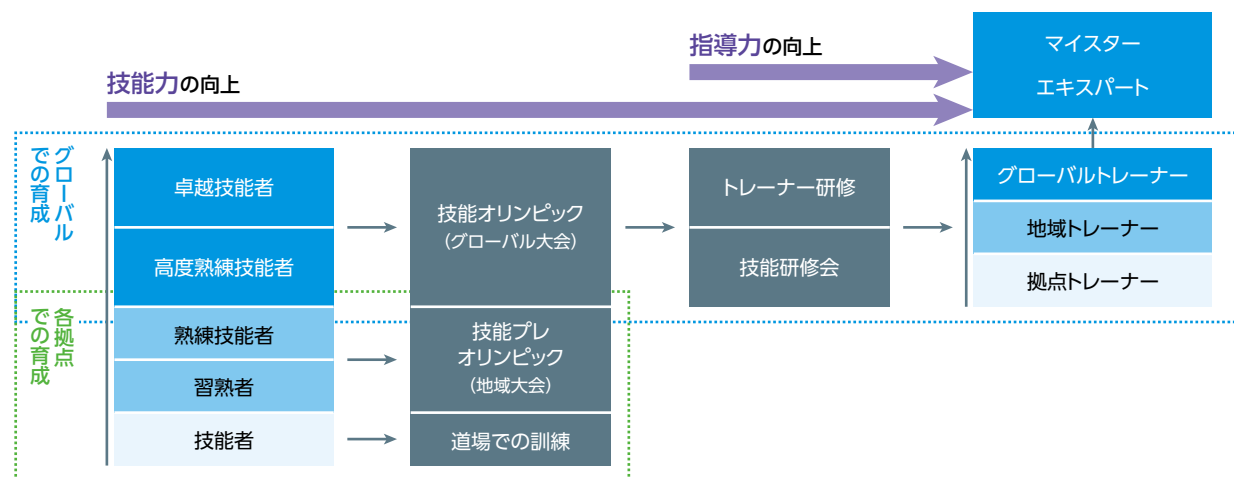 指導力の向上
マイスター
エキスパート
技能力の向上
グローバル
での育成
卓越技能者
高度熟練技能者
技能オリンピック
(グローバル大会)
トレーナー研修
技能研修会
グローバルトレーナー
地域トレーナー
拠点トレーナー
各拠点
での育成
熟練技能者
習熟者
技能者
技能プレ
オリンピック
(地域大会)
道場での訓練